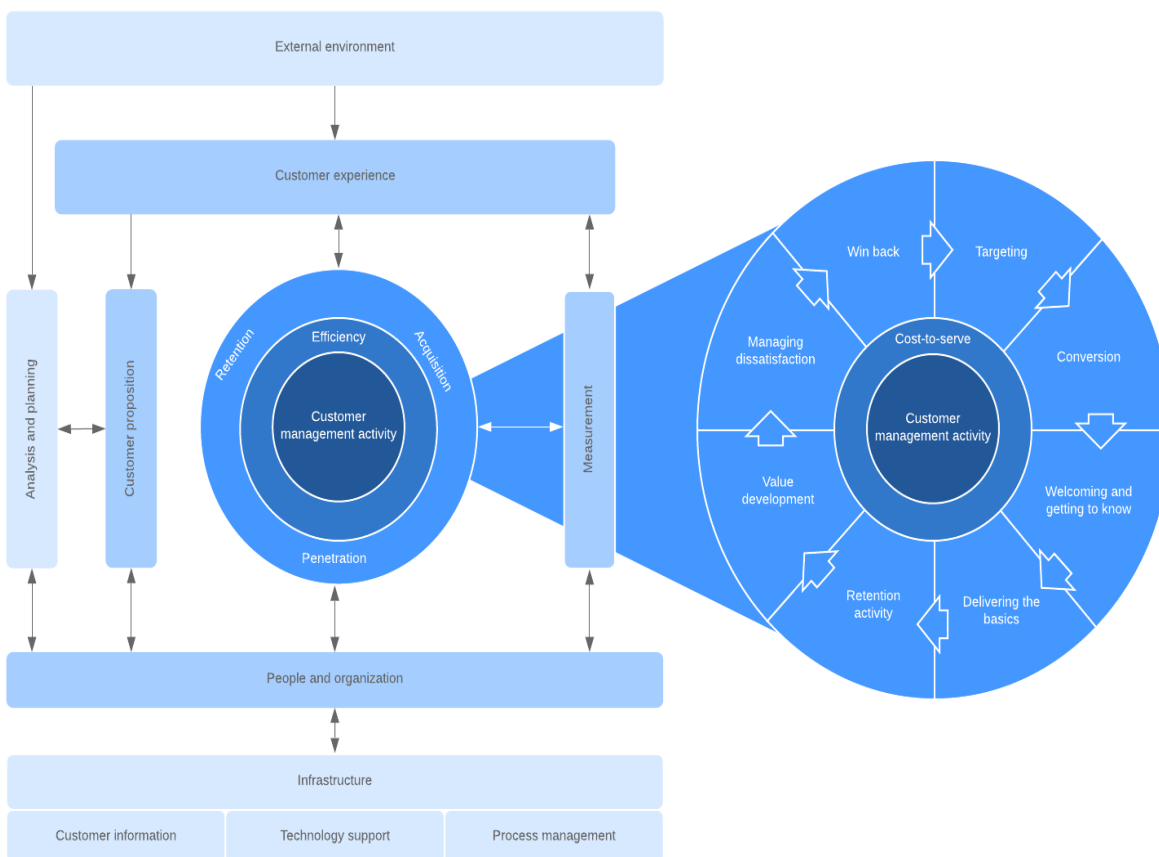 External environment
Customer experience
Analysis and planning
Customer proposition
Retention
Efficiency
Acquisition
Customer
management activity
Penetration
Measurement
Win back
Targeting
Managing
dissatisfaction
Cost-to-serve
Conversion
Customer
management activity
Value
development
Welcoming and
getting to know
Retention
activity
Delivering the
basics
People and organization
Infrastructure
Customer information
Technology support
Process management